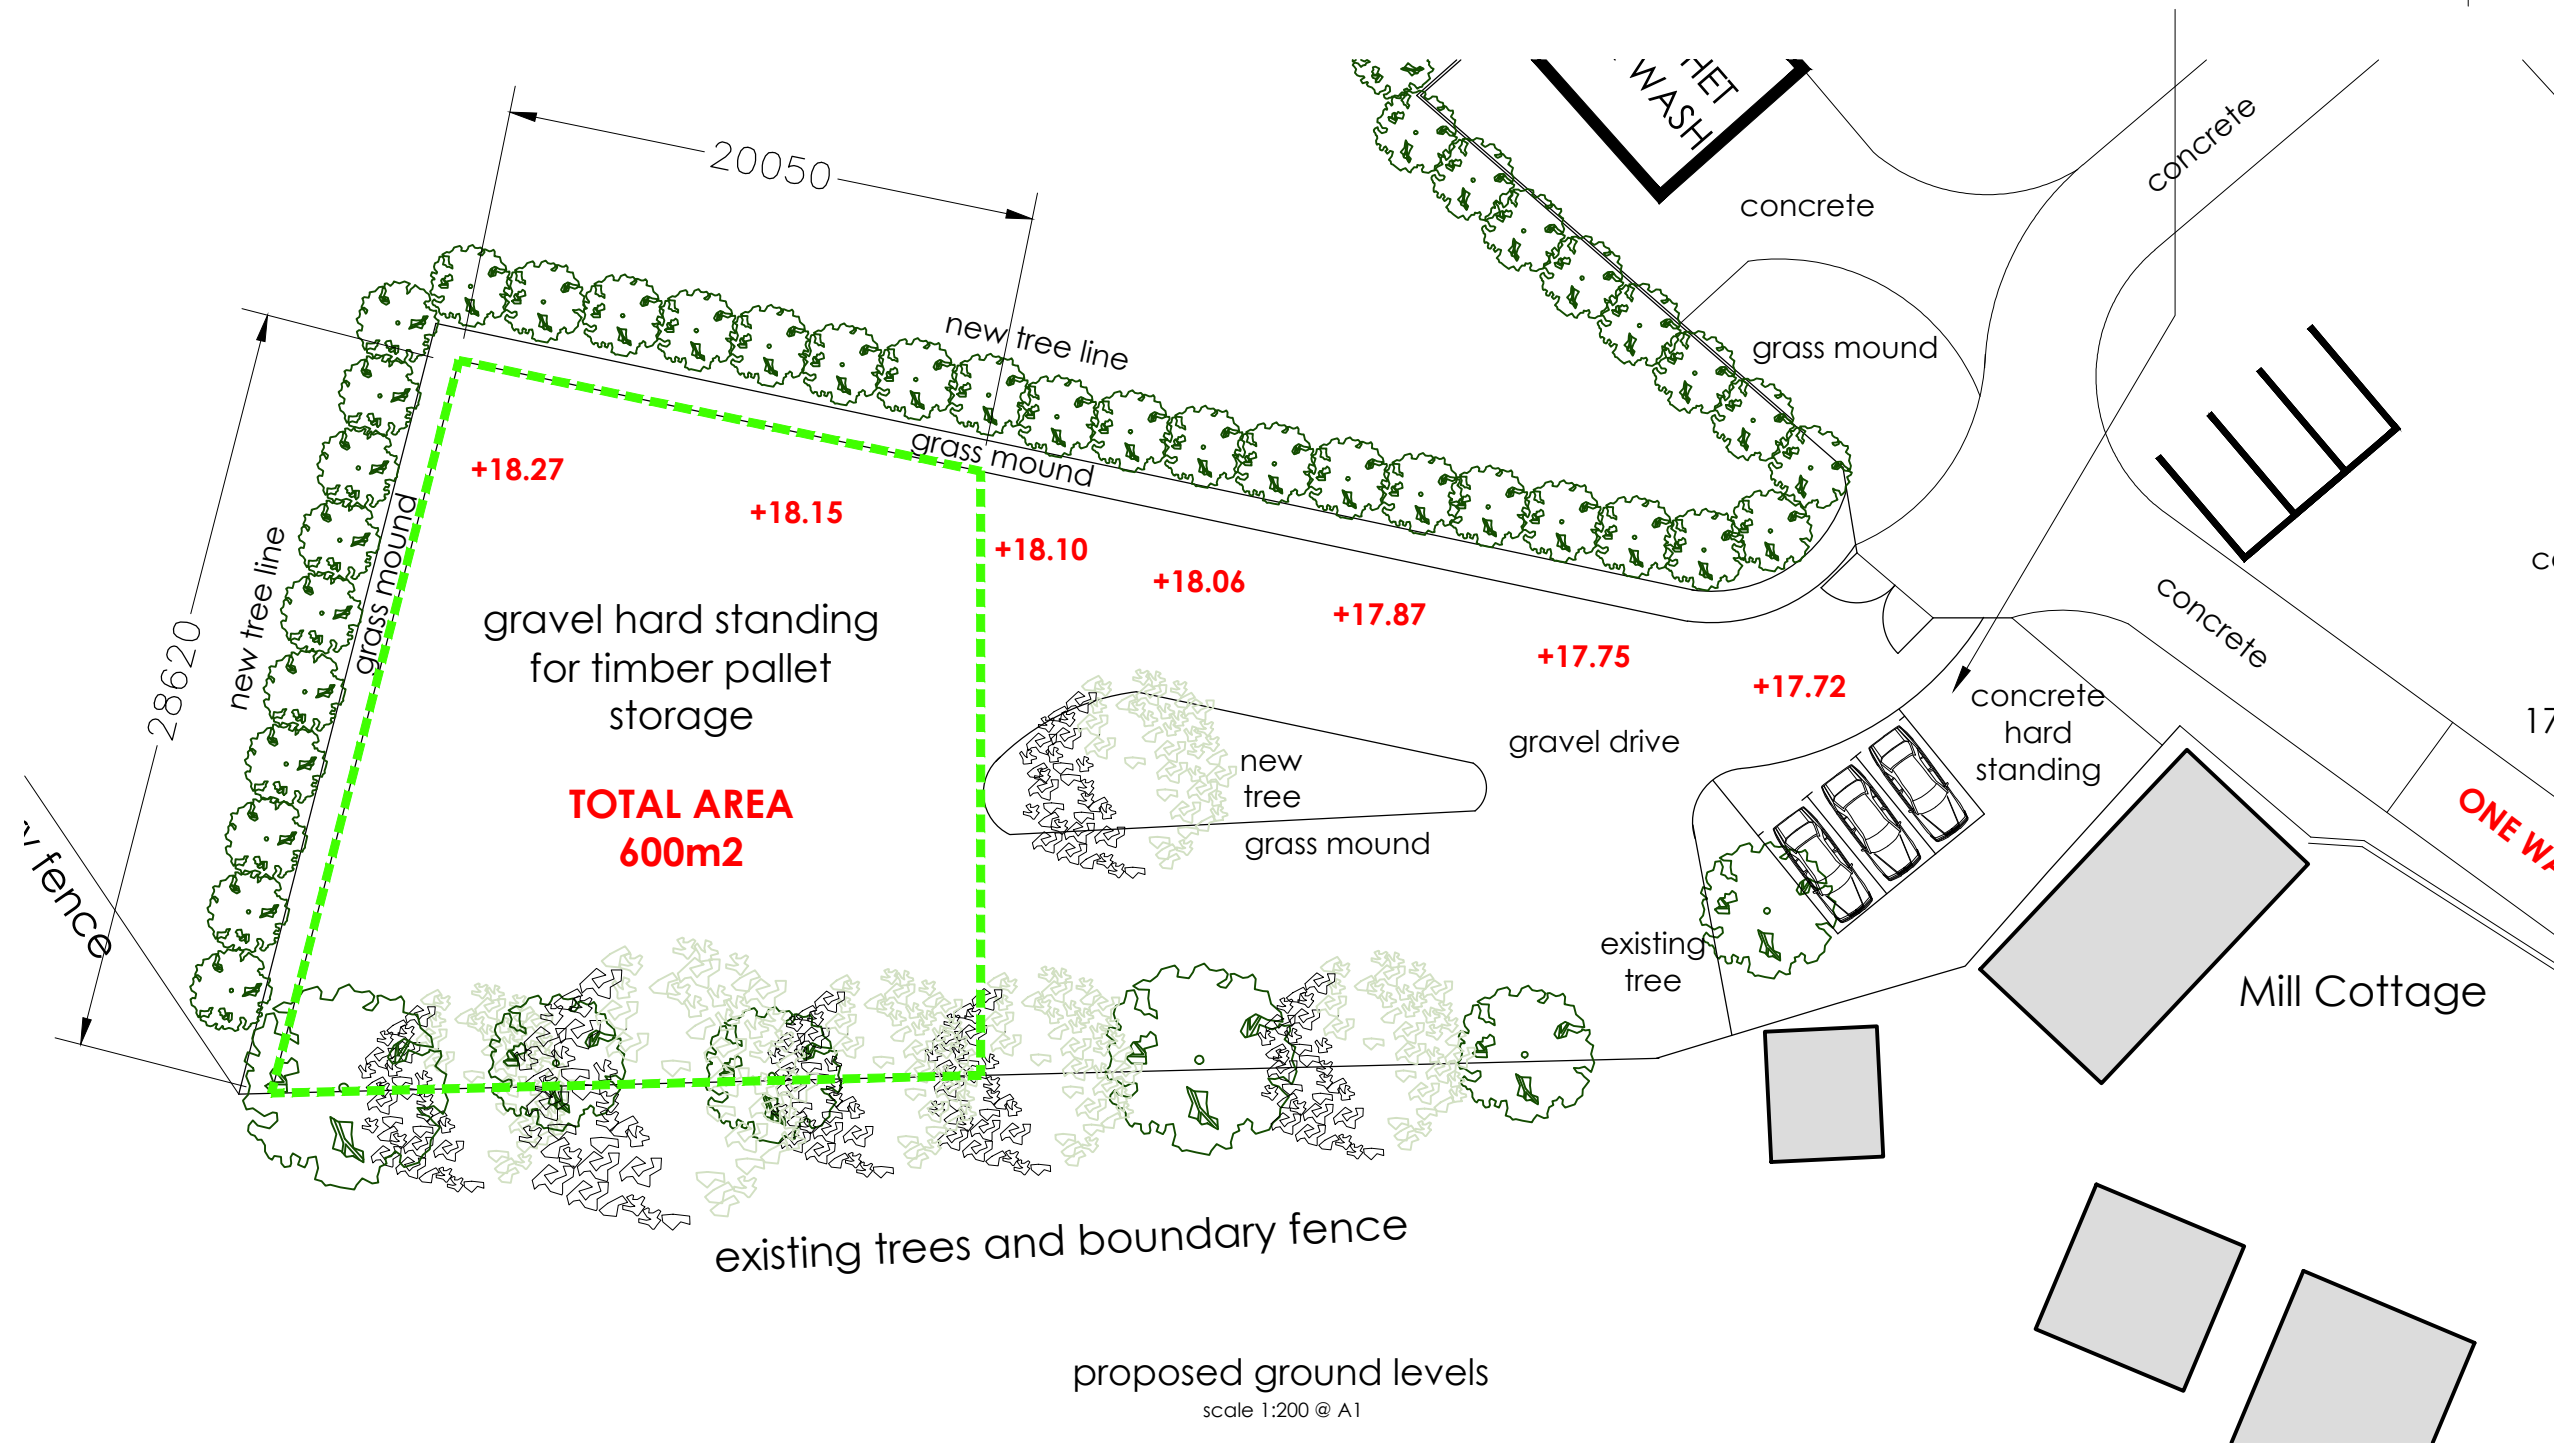 WASH
concrete
concrete
20050
new tree line
grass mound
grass mound
+18.27
+18.15
+18.10
+18.06
+17.87
+17.75
+17.72
28620
new tree line
grass mound
gravel hard standing
for timber pallet
storage
TOTAL AREA
600m2
new
tree
grass mound
gravel drive
concrete
hard
standing
concrete
17
ONE
fence
existing
tree
Mill Cottage
existing trees and boundary fence
proposed ground levels
scale 1:200 @ A1